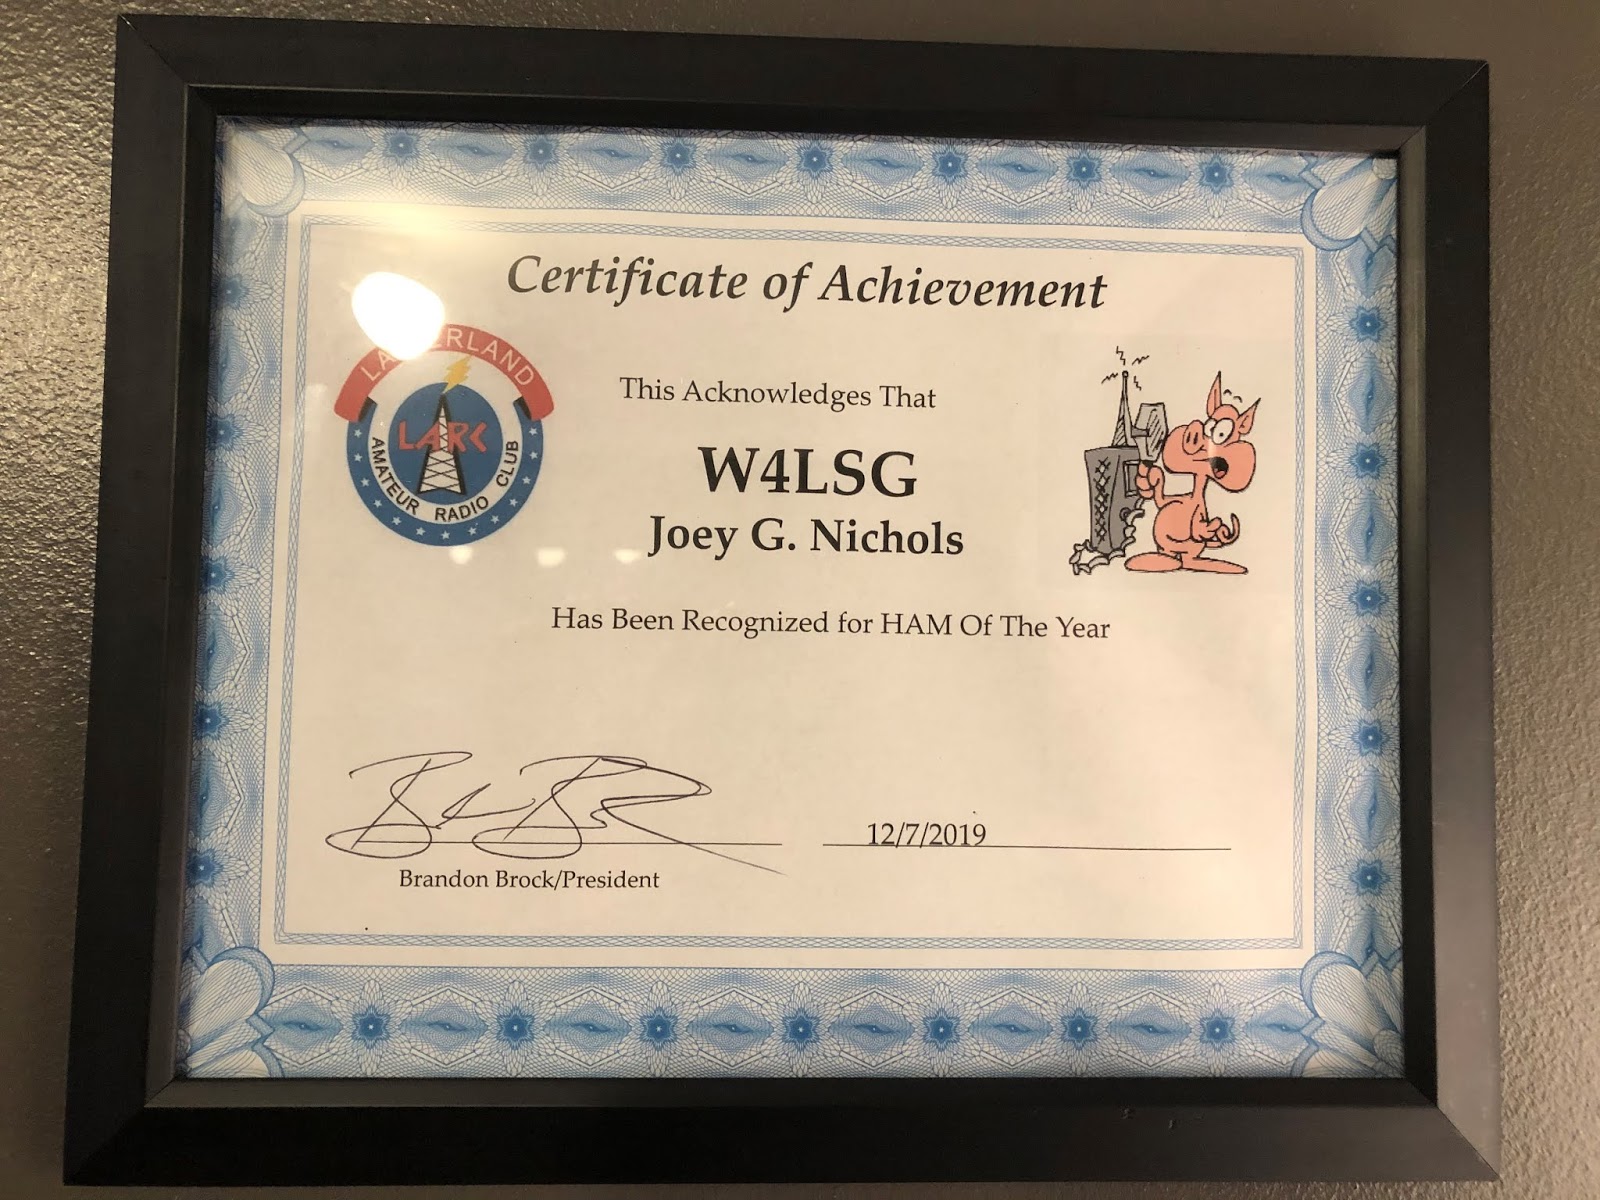 Certificate of Achievement
LARC
AMATEUR RADIO CLUB
This Acknowledges That
W4LSG
Joey G. Nichols
Has Been Recognized for HAM Of The Year
12/7/2019
Brandon Brock/President